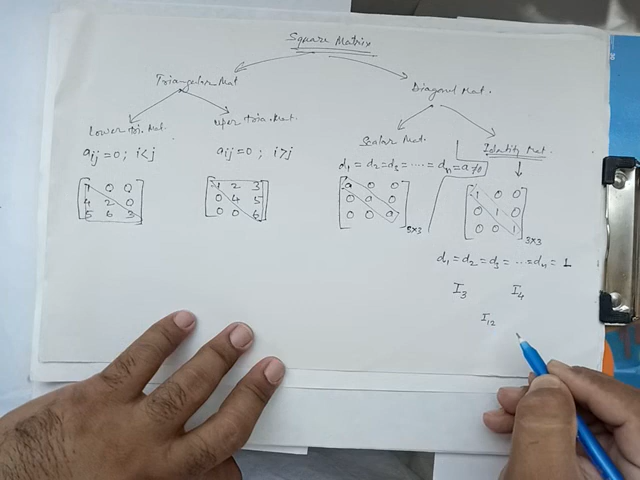 Square Matrix
Triangular Mat
Diagonal Mat.
Lower tri. Mat.
upper tria. Mat.
Scalar Mat.
Identity Mat.
aij = 0 ; i<j
aij = 0 ; i>j
d1 = d2 = d3 = ..... = dn = a≠0
1 0 0
4 2 0
5 6 3
1 2 3
0 4 5
0 0 6
a 0 0
0 a 0
0 0 a
3×3
1 0 0
0 1 0
0 0 1
3×3
d1 = d2 = d3 = ... = dn = 1
I3 I4
I12